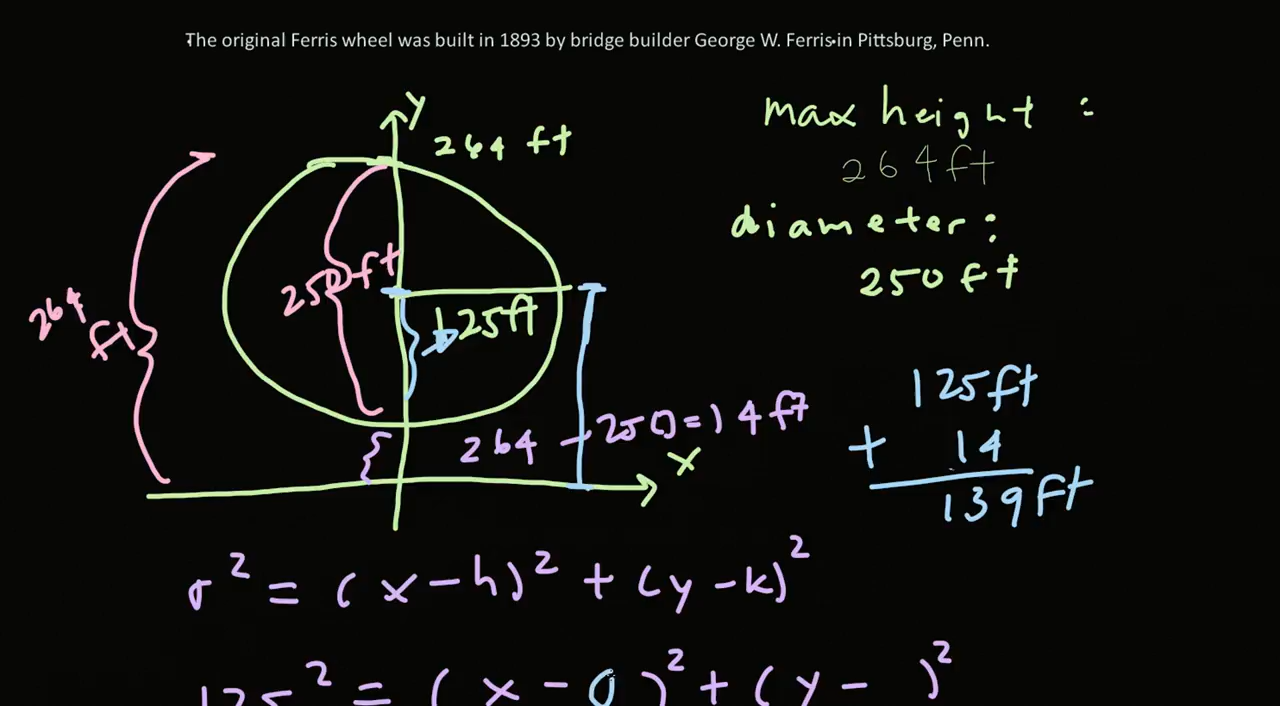 The original Ferris wheel was built in 1893 by bridge builder George W. Ferris in Pittsburg, Penn.
y
264 ft
max height :
264ft
diameter :
250 ft
250 ft
264 ft
125ft
264 - 250 = 14 ft
x
125ft
+ 14
139ft
r² = (x-h)² + (y-k)²
125² = (x - 0)² + (y - )²